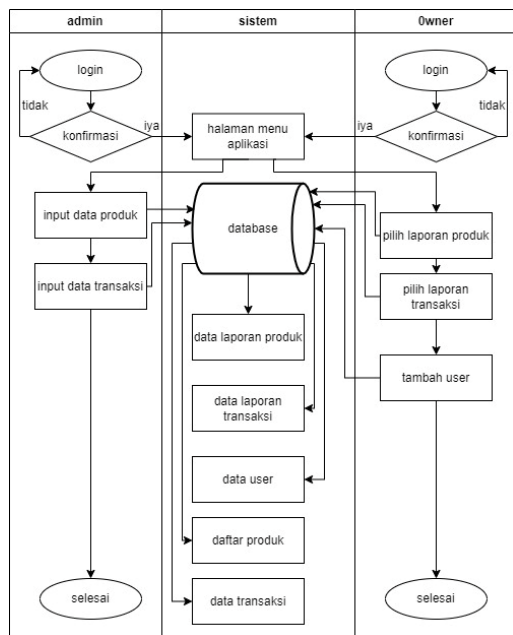 admin
sistem
0wner
login
login
tidak
tidak
konfirmasi
iya
halaman menu
aplikasi
iya
konfirmasi
input data produk
database
pilih laporan produk
input data transaksi
pilih laporan
transaksi
data laporan produk
tambah user
data laporan
transaksi
data user
daftar produk
selesai
data transaksi
selesai